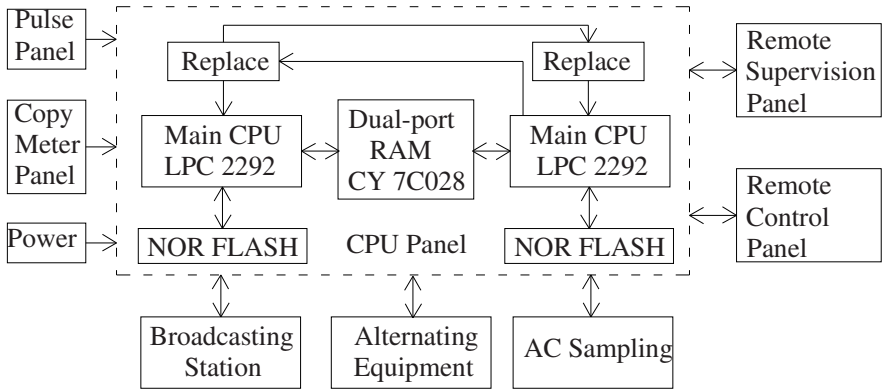 Pulse
Panel
Copy
Meter
Panel
Power
Replace
Replace
Main CPU
LPC 2292
Dual-port
RAM
CY 7C028
Main CPU
LPC 2292
NOR FLASH
CPU Panel
NOR FLASH
Remote
Supervision
Panel
Remote
Control
Panel
Broadcasting
Station
Alternating
Equipment
AC Sampling